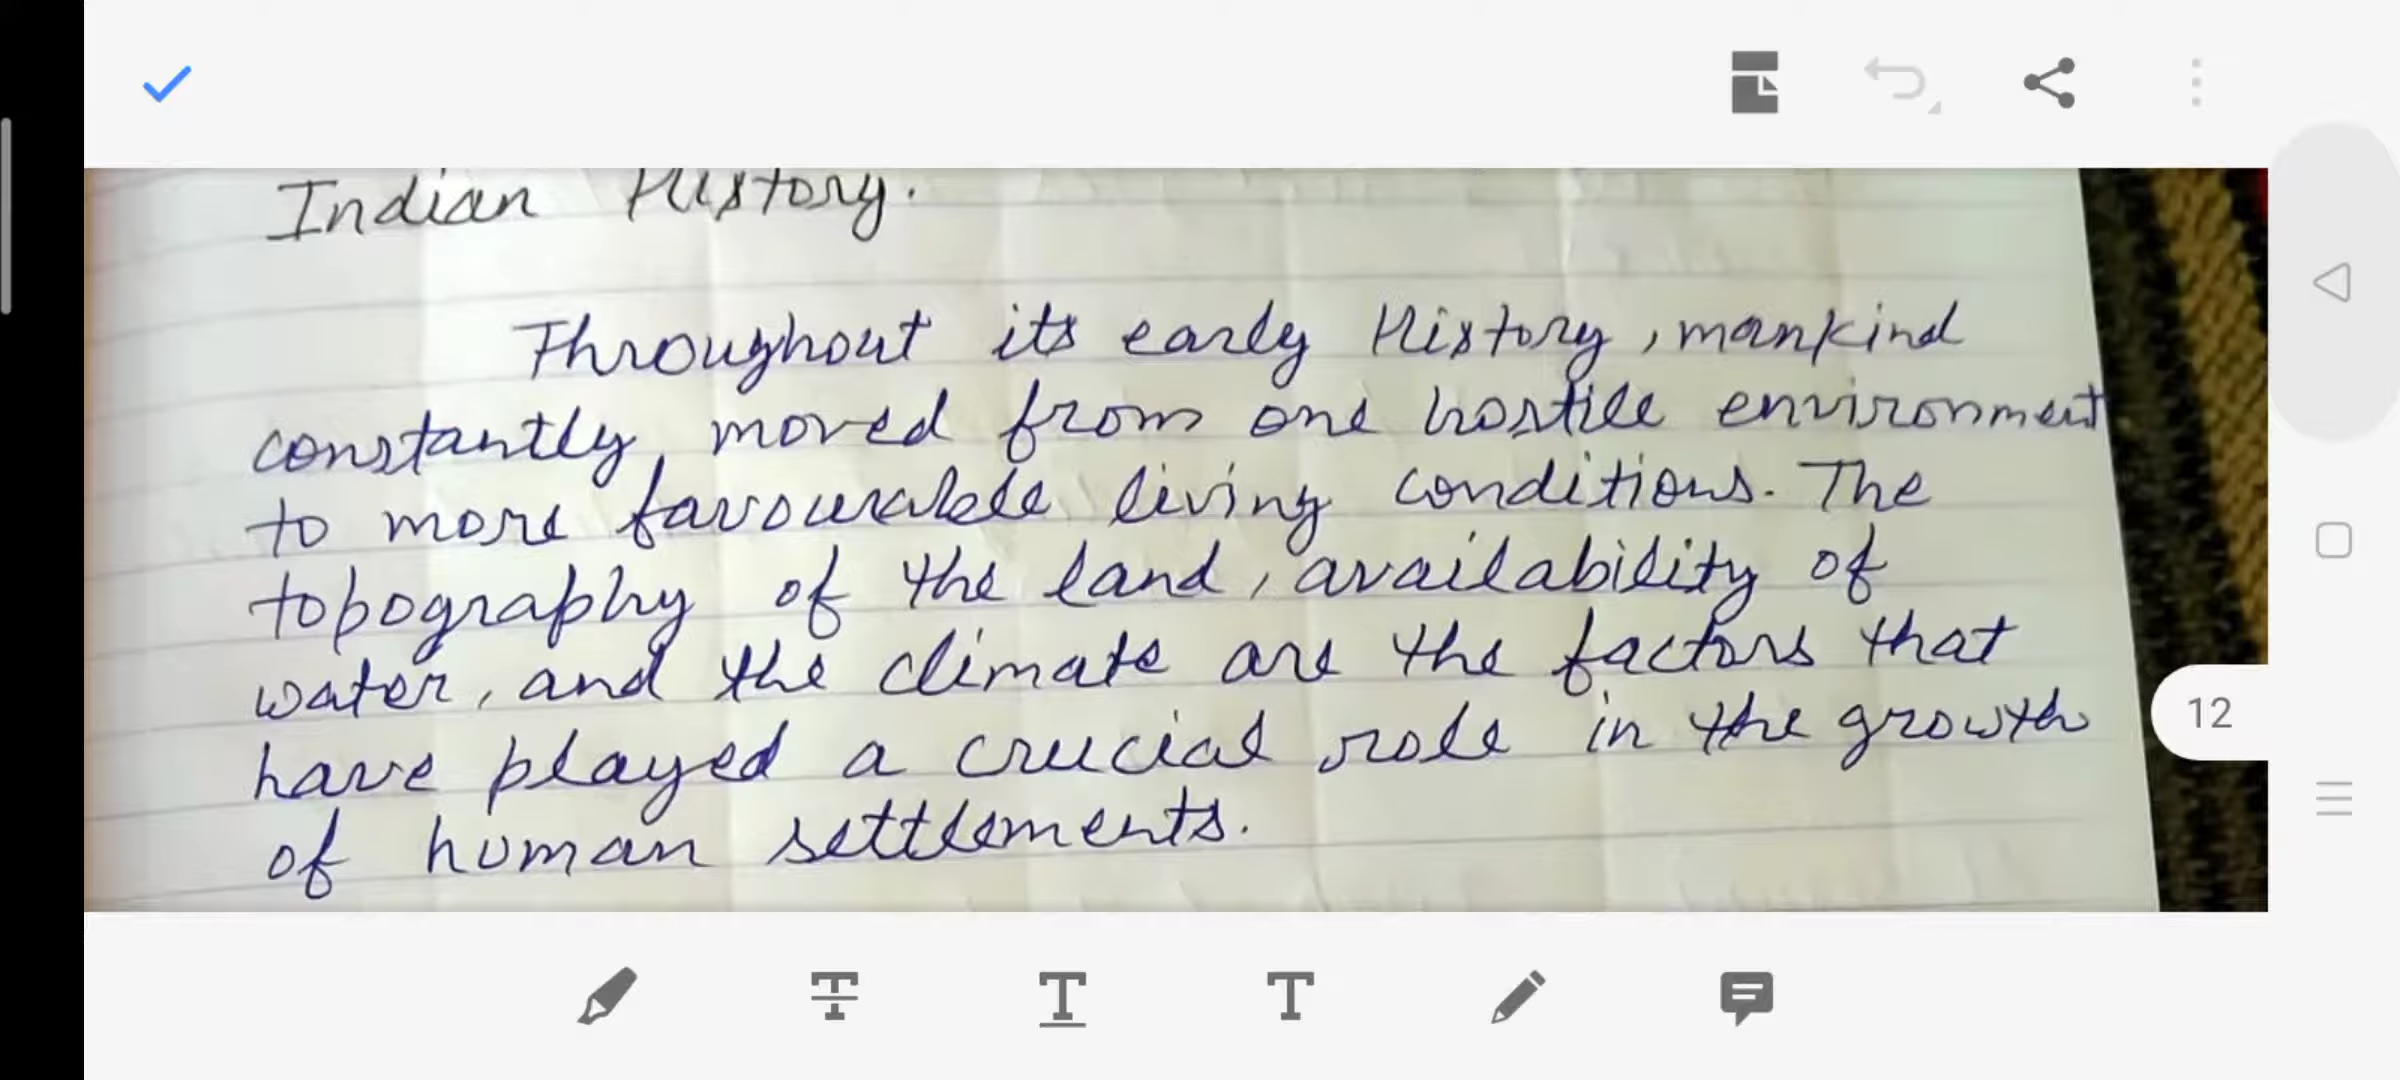 Indian History.
Throughout its early History, mankind
constantly moved from one hostile environment
to more favourable living conditions. The
topography of the land, availability of
water, and the climate are the factors that
have played a crucial role in the growth
of human settlements.
12